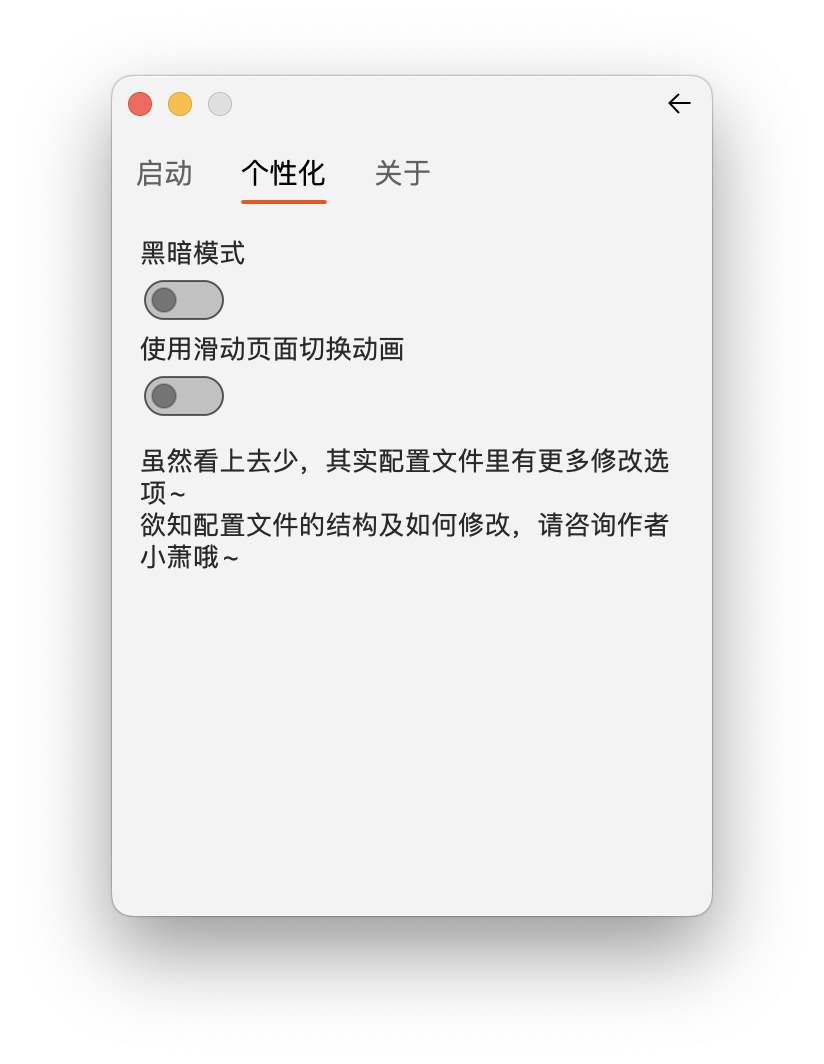 启动 个性化 关于
黑暗模式
使用滑动页面切换动画
虽然看上去少，其实配置文件里有更多修改选
项~
欲知配置文件的结构及如何修改，请咨询作者
小萧哦~